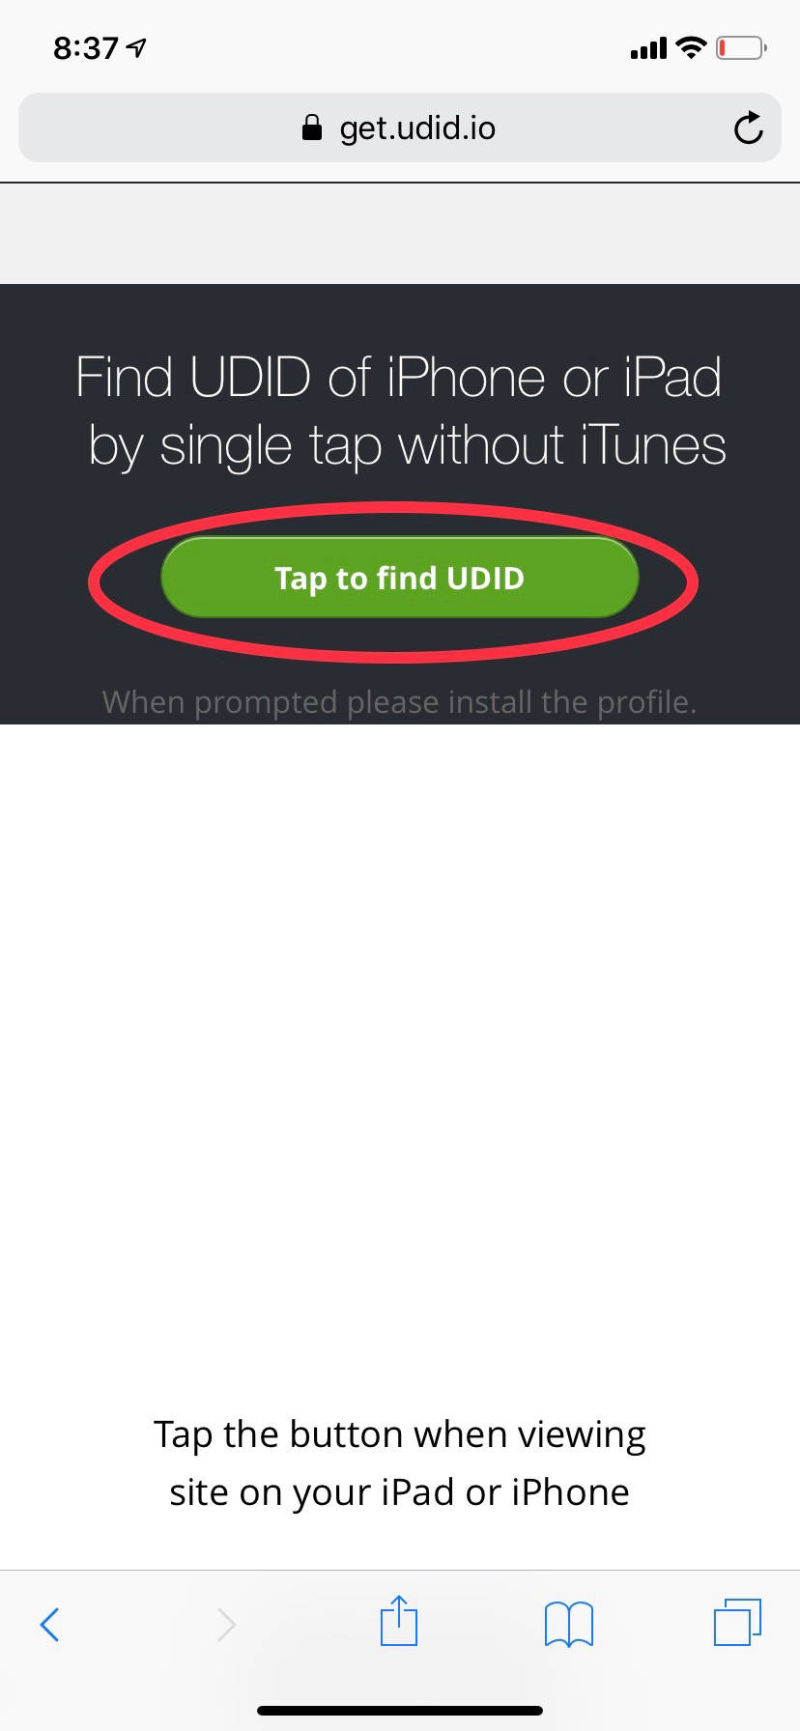 8:37
get.udid.io
Find UDID of iPhone or iPad
by single tap without iTunes
Tap to find UDID
When prompted please install the profile.
Tap the button when viewing
site on your iPad or iPhone